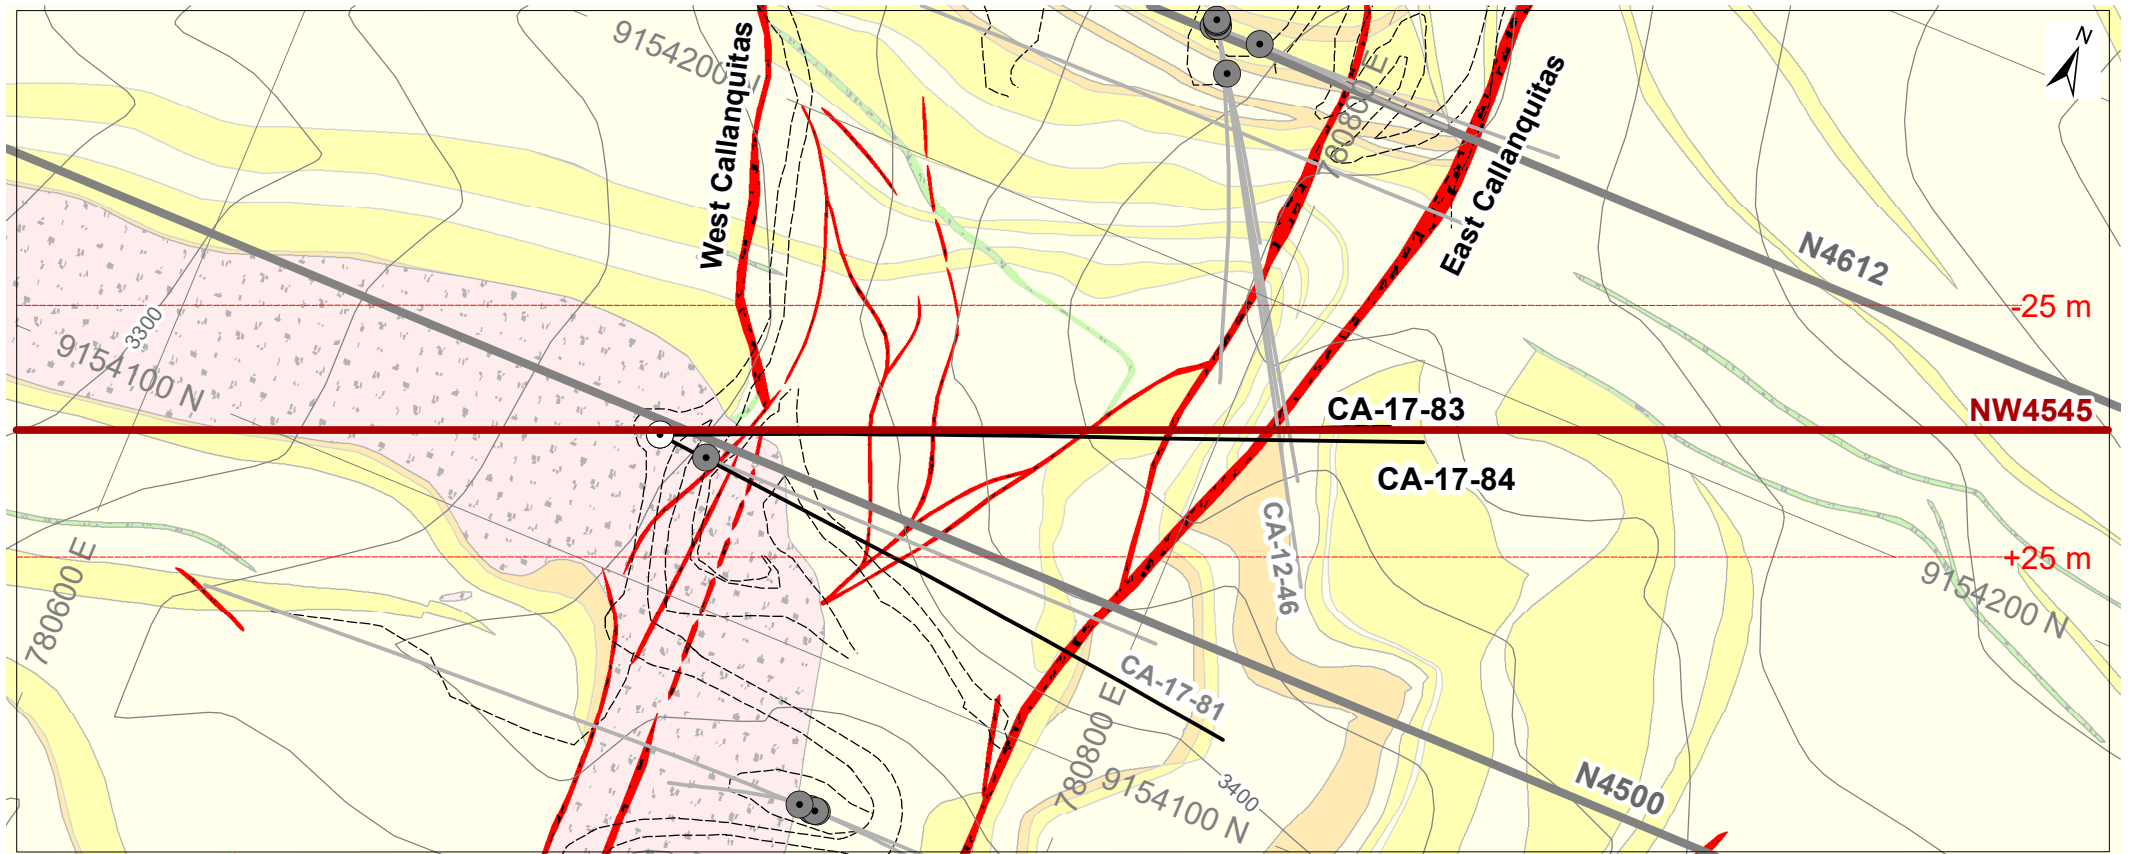 9154200 N
West Callanquitas
780800 E
East Callanquitas
N
N4612
-25 m
3300
9154100 N
CA-17-83
NW4545
CA-17-84
CA-12-46
+25 m
780600 E
9154200 N
CA-17-81
780800 E
9154100 N
3400
N4500